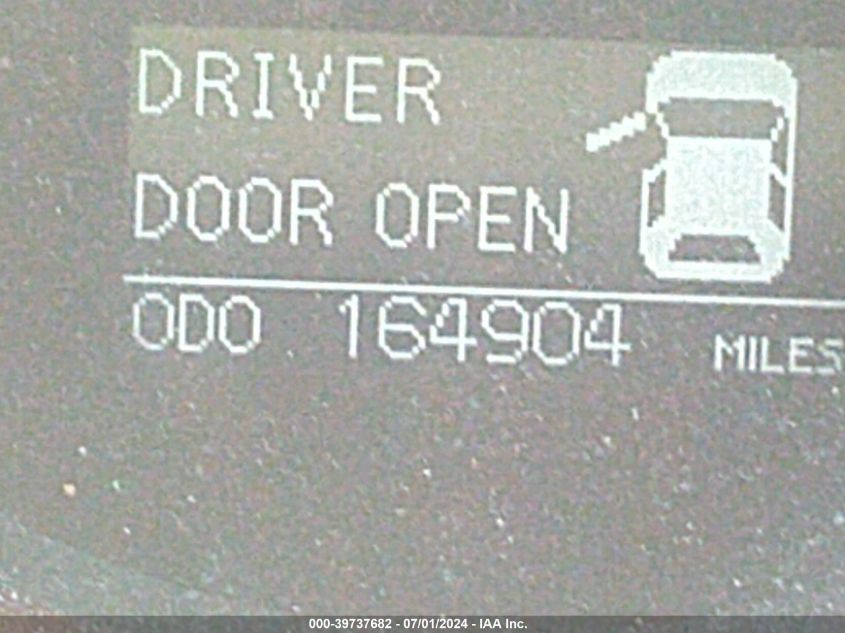 DRIVER
DOOR OPEN
ODO 164904 MILES
000-39737682 - 07/01/2024 - IAA Inc.